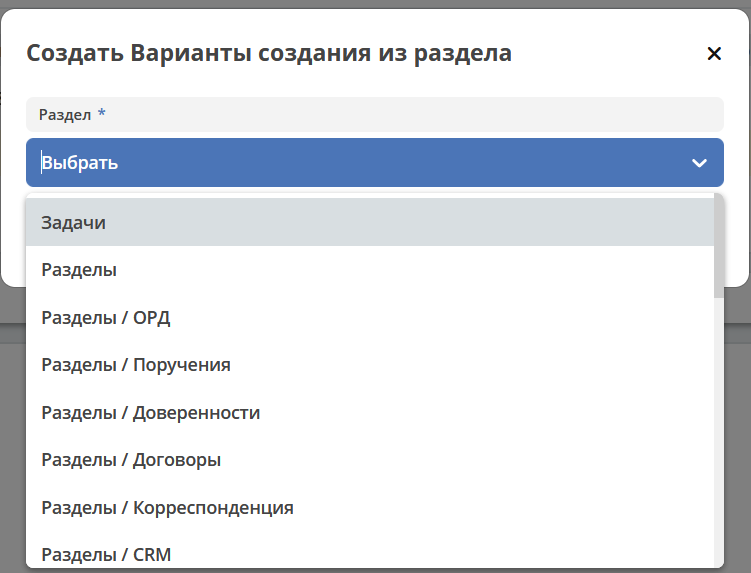 Создать Варианты создания из раздела
Раздел *
Выбрать
Задачи
Разделы
Разделы / ОРД
Разделы / Поручения
Разделы / Доверенности
Разделы / Договоры
Разделы / Корреспонденция
Разделы / CRM